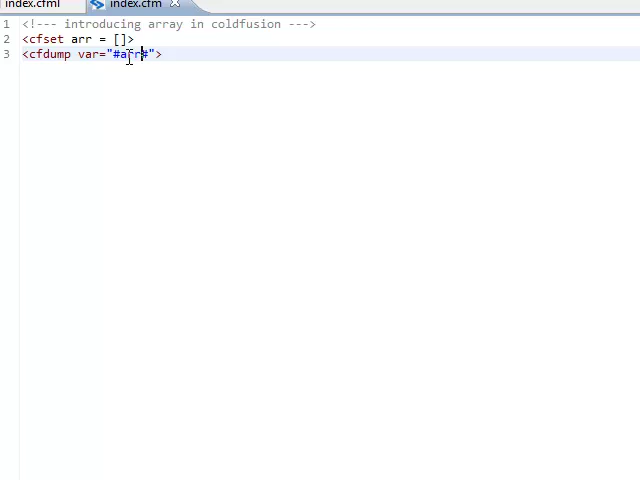 index.cfml index.cfm
1 <!--- introducing array in coldfusion --->
2 <cfset arr = []>
3 <cfdump var="#arr#">